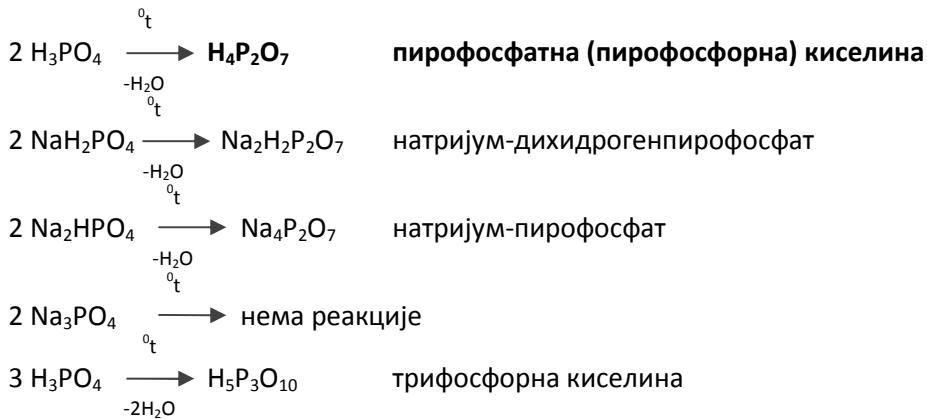 ⁰t
2 H₃PO₄ ⟶ H₄P₂O₇ пирофосфатна (пирофосфорна) киселина
-H₂O
⁰t
2 NaH₂PO₄ ⟶ Na₂H₂P₂O₇ натријум-дихидрогенпирофосфат
-H₂O
⁰t
2 Na₂HPO₄ ⟶ Na₄P₂O₇ натријум-пирофосфат
-H₂O
⁰t
2 Na₃PO₄ ⟶ нема реакције
⁰t
3 H₃PO₄ ⟶ H₅P₃O₁₀ трифосфорна киселина
-2H₂O